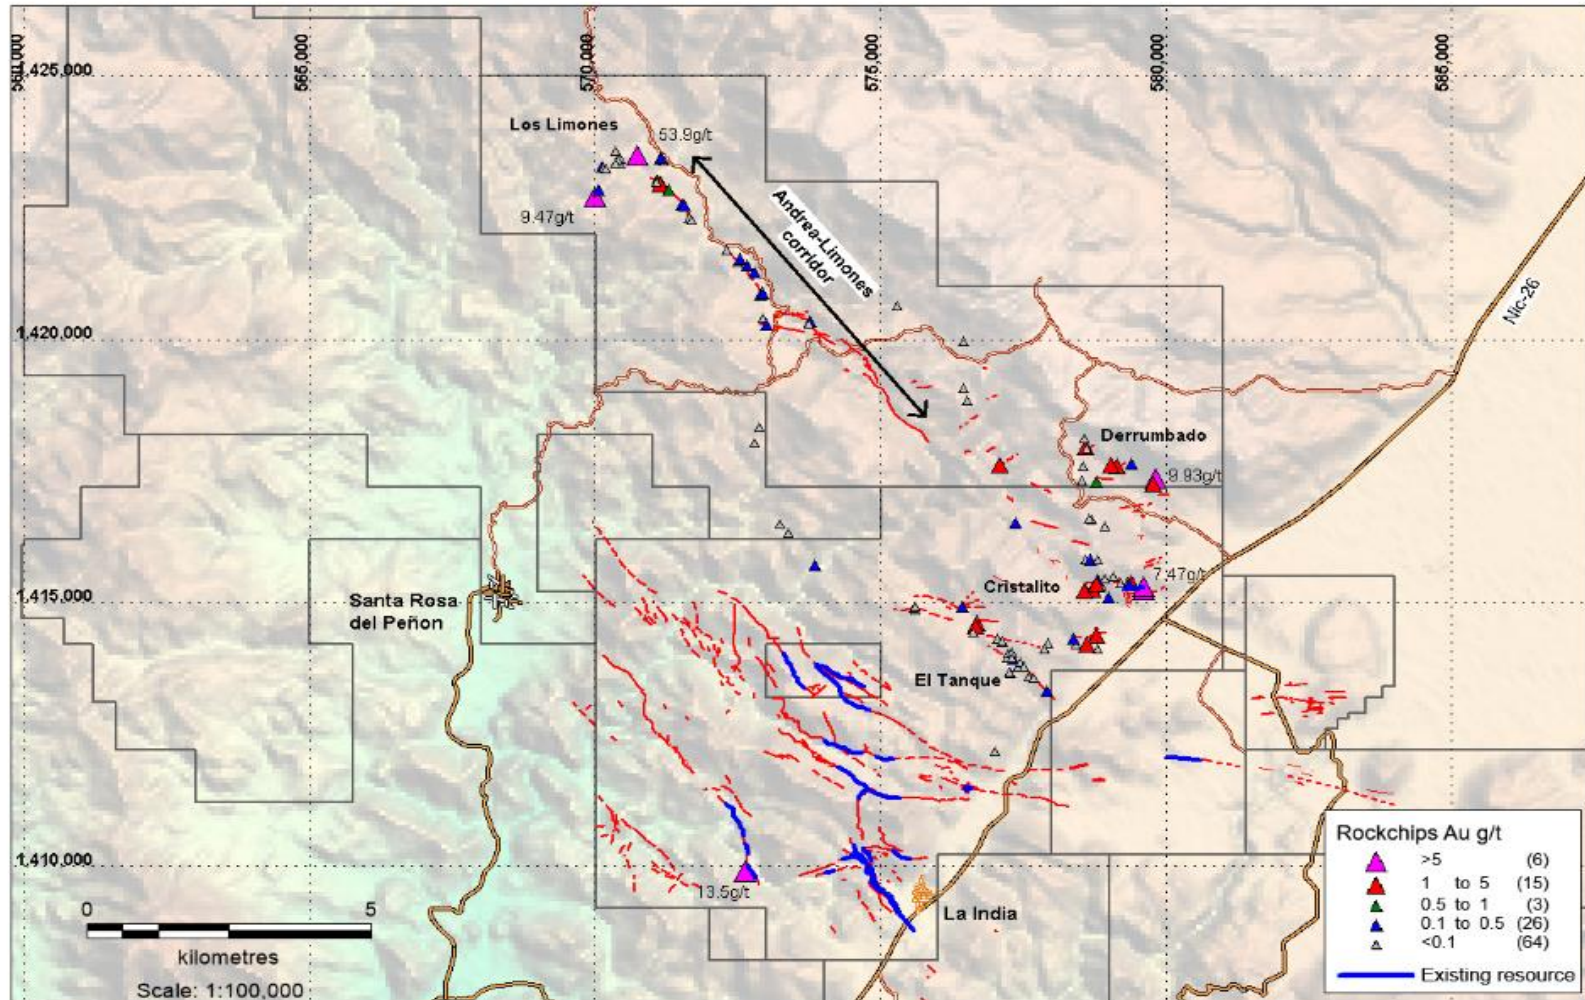 560,000
565,000
570,000
575,000
580,000
585,000
1,425,000
Los Limones
53.9g/t
9.47g/t
Andrea-Limones
corridor
Nic-26
1,420,000
Derrumbado
9.93g/t
7.47g/t
Cristalito
1,415,000
Santa Rosa
del Peñon
El Tanque
1,410,000
13.5g/t
La India
0 5
kilometres
Scale: 1:100,000
Rockchips Au g/t
>5 (6)
1 to 5 (15)
0.5 to 1 (3)
0.1 to 0.5 (26)
<0.1 (64)
Existing resource